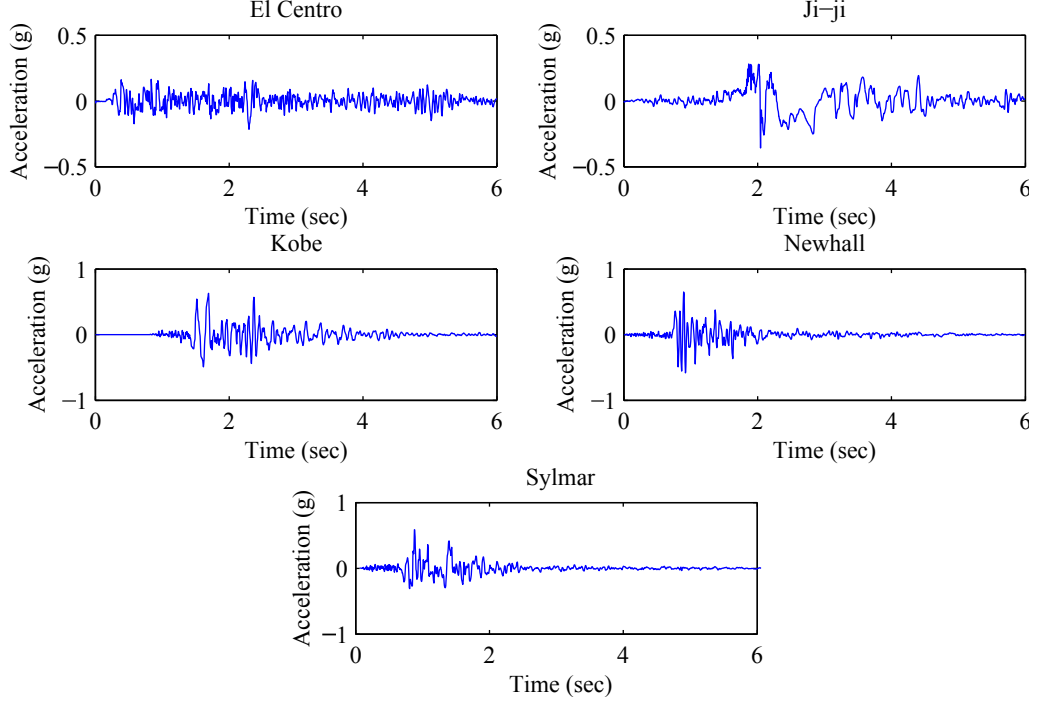 El Centro
0.5
0
−0.5
Acceleration (g)
0 2 4 6
Time (sec)
Ji−ji
0.5
0
−0.5
Acceleration (g)
0 2 4 6
Time (sec)
Kobe
1
0
−1
Acceleration (g)
0 2 4 6
Time (sec)
Newhall
1
0
−1
Acceleration (g)
0 2 4 6
Time (sec)
Sylmar
1
0
−1
Acceleration (g)
0 2 4 6
Time (sec)